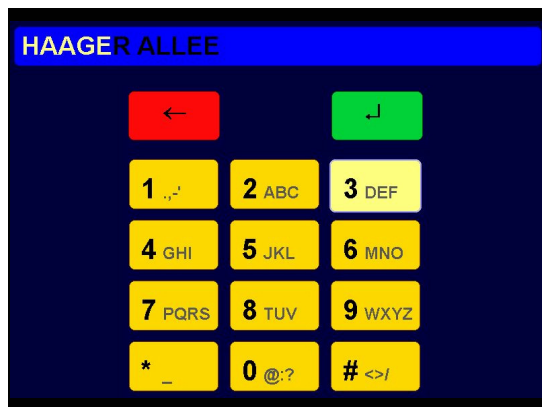 HAAGER ALLEE
← ↵
1 .,-' 2 ABC 3 DEF
4 GHI 5 JKL 6 MNO
7 PQRS 8 TUV 9 WXYZ
* _ 0 @:? # <>/